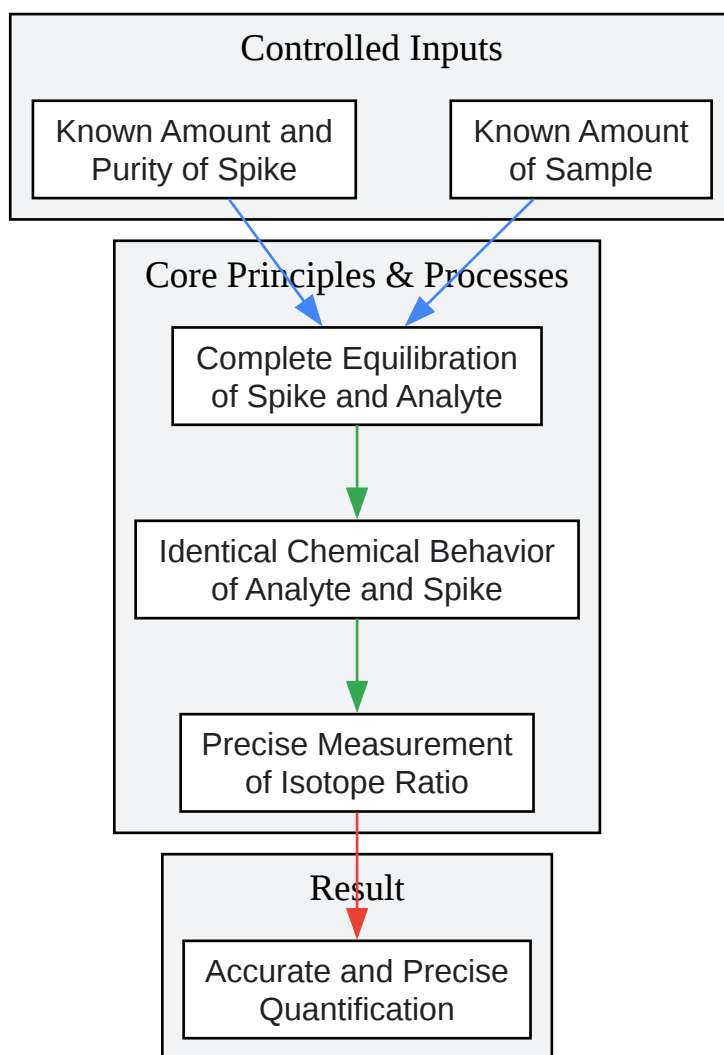 Controlled Inputs
Known Amount and
Purity of Spike
Known Amount
of Sample
Core Principles & Processes
Complete Equilibration
of Spike and Analyte
Identical Chemical Behavior
of Analyte and Spike
Precise Measurement
of Isotope Ratio
Result
Accurate and Precise
Quantification